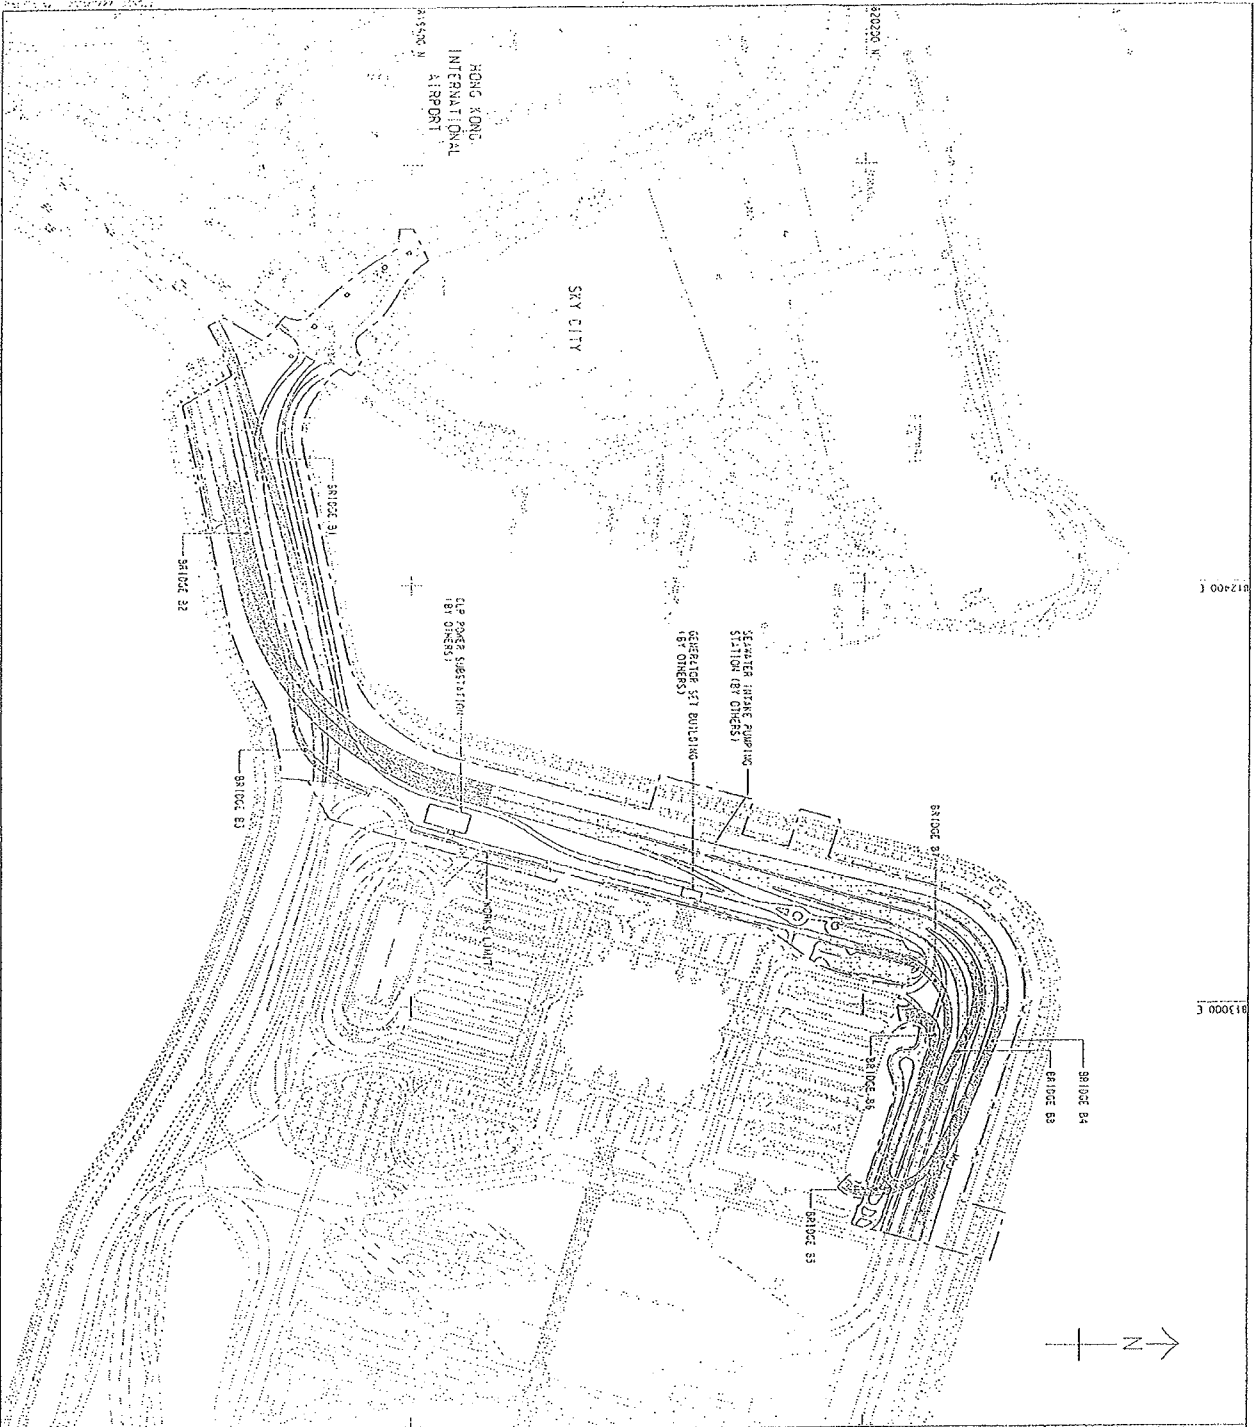 HONG KONG
INTERNATIONAL
AIRPORT
SKY CITY
820200 N
812400 E
813000 E
BRIDGE B1
BRIDGE B2
BRIDGE B3
CLP POWER SUBSTATION
(BY OTHERS)
SEAWATER INTAKE PUMPING
STATION (BY OTHERS)
GENERATOR SET BUILDING
(BY OTHERS)
WORKS LIMIT
BRIDGE
BRIDGE B4
BRIDGE
BRIDGE B6
BRIDGE B5
N